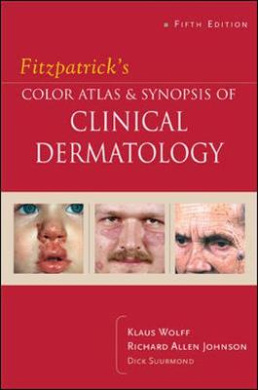 FIFTH EDITION
Fitzpatrick's
COLOR ATLAS & SYNOPSIS OF
CLINICAL
DERMATOLOGY
KLAUS WOLFF
RICHARD ALLEN JOHNSON
DICK SUURMOND